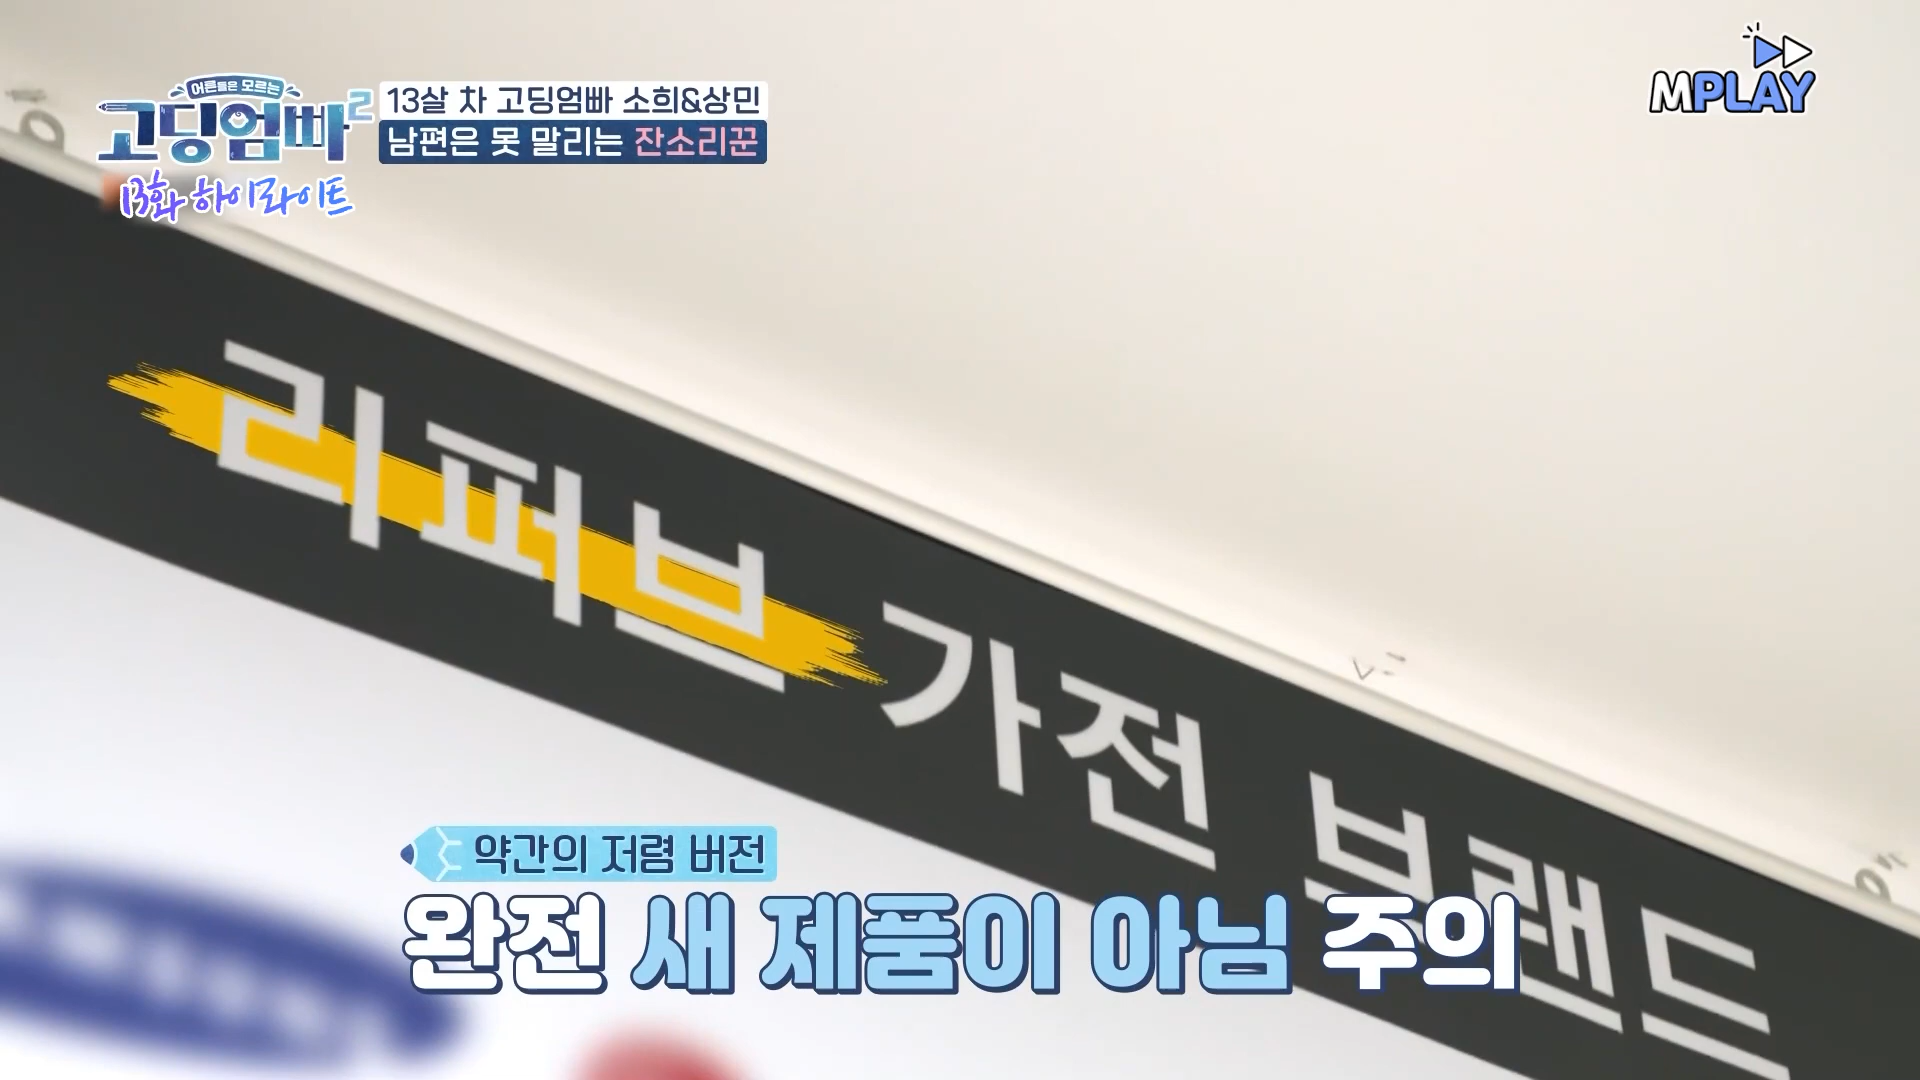 어른들은 모르는
고딩엄빠2
13화 하이라이트
13살 차 고딩엄빠 소희&상민
남편은 못 말리는 잔소리꾼
MPLAY
리퍼브 가전 브랜드
약간의 저렴 버전
완전 새 제품이 아님 주의